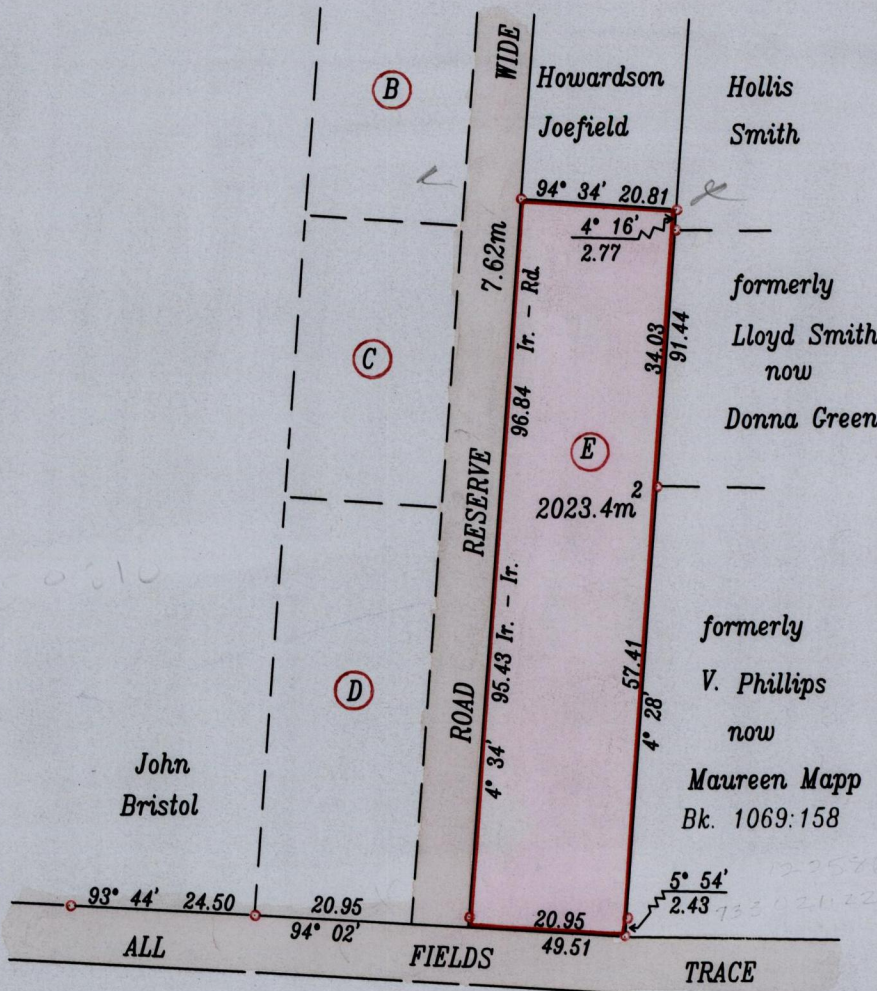 B
WIDE
Howardson
Joefield
Hollis
Smith
94° 34' 20.81
4° 16'
2.77
7.62m
formerly
Lloyd Smith
now
Donna Green
C
96.84 Ir. - Rd.
34.03
91.44
E
2023.4m²
RESERVE
95.43 Ir. - Ir.
57.41
4° 28'
formerly
V. Phillips
now
Maureen Mapp
Bk. 1069:158
D
ROAD
4° 34'
John
Bristol
5° 54'
2.43
93° 44' 24.50
20.95
94° 02'
20.95
49.51
ALL FIELDS TRACE